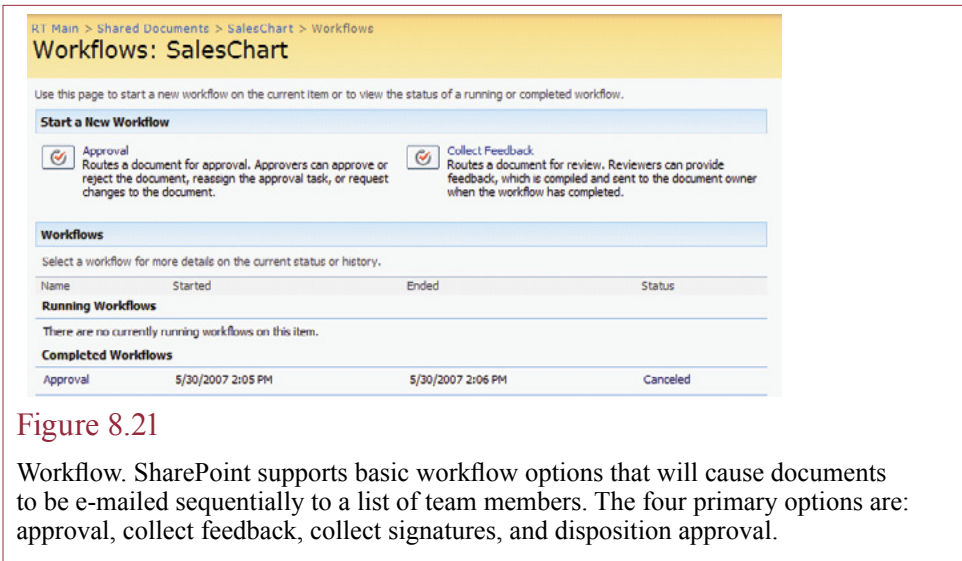 RT Main > Shared Documents > SalesChart > Workflows
Workflows: SalesChart
Use this page to start a new workflow on the current item or to view the status of a running or completed workflow.
Start a New Workflow
Approval
Routes a document for approval. Approvers can approve or
reject the document, reassign the approval task, or request
changes to the document.
Collect Feedback
Routes a document for review. Reviewers can provide
feedback, which is compiled and sent to the document owner
when the workflow has completed.
Workflows
Select a workflow for more details on the current status or history.
Name Started Ended Status
Running Workflows
There are no currently running workflows on this item.
Completed Workflows
Approval 5/30/2007 2:05 PM 5/30/2007 2:06 PM Canceled
Figure 8.21
Workflow. SharePoint supports basic workflow options that will cause documents
to be e-mailed sequentially to a list of team members. The four primary options are:
approval, collect feedback, collect signatures, and disposition approval.